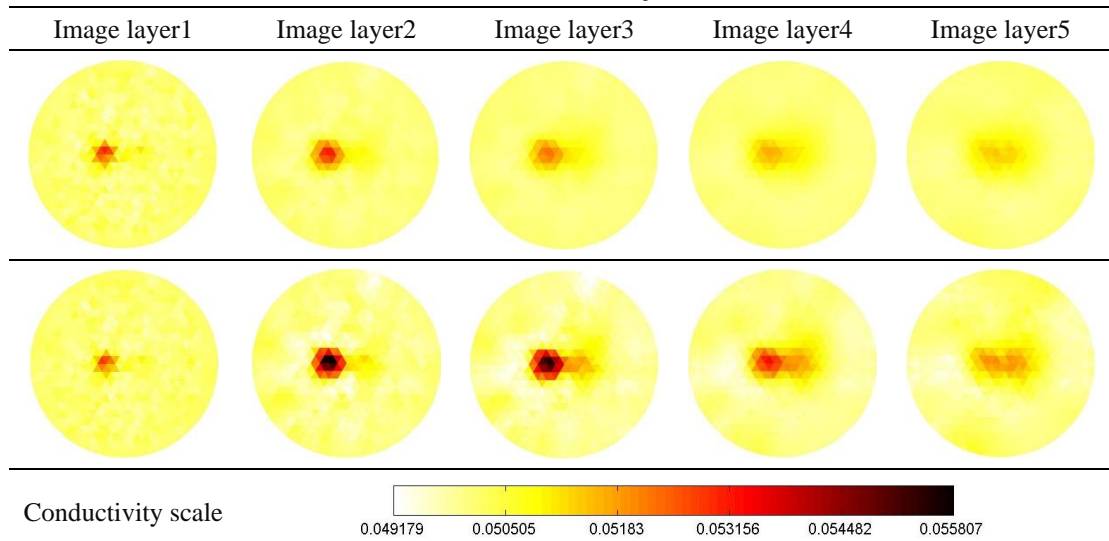 Image layer1 Image layer2 Image layer3 Image layer4 Image layer5
Conductivity scale
0.049179 0.050505 0.05183 0.053156 0.054482 0.055807